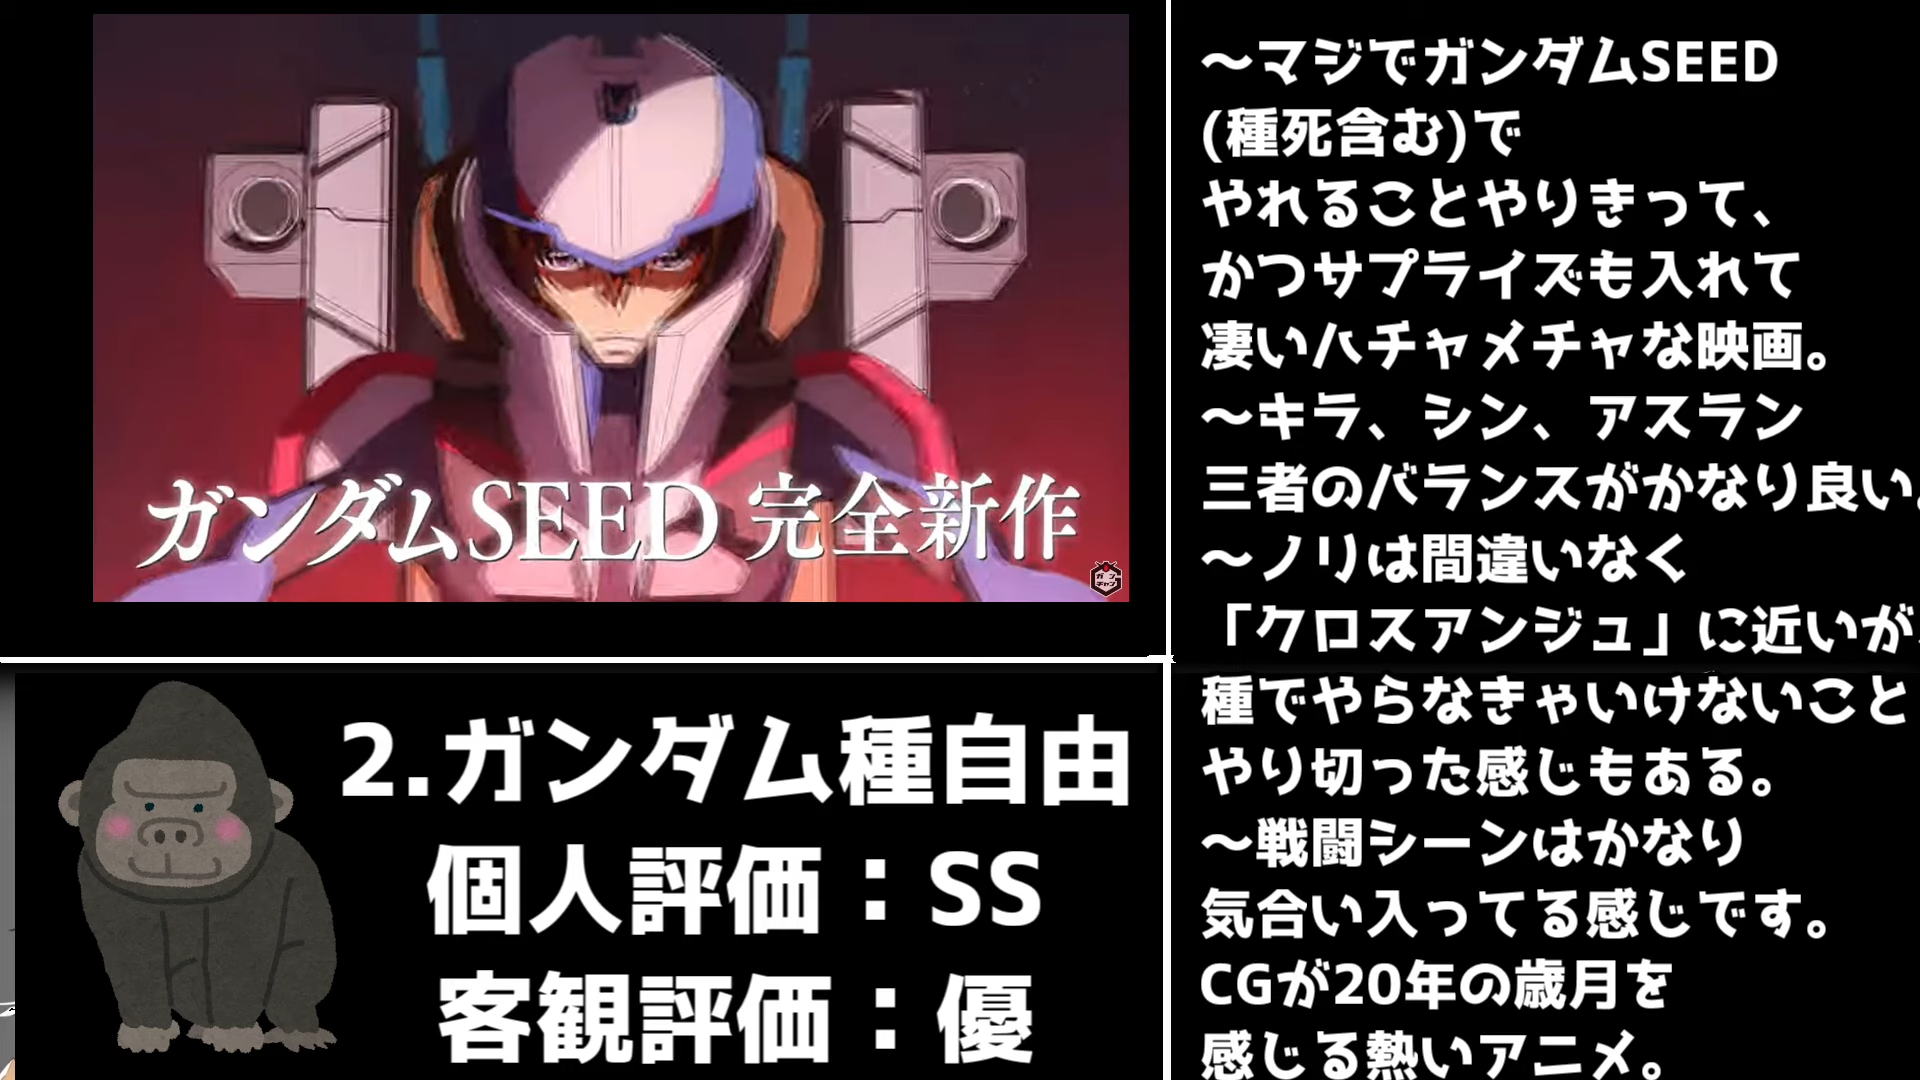 ガンダムSEED 完全新作
ガンチャン
2.ガンダム種自由
個人評価：SS
客観評価：優
～マジでガンダムSEED
(種死含む)で
やれることやりきって、
かつサプライズも入れて
凄いハチャメチャな映画。
～キラ、シン、アスラン
三者のバランスがかなり良い。
～ノリは間違いなく
「クロスアンジュ」に近いが、
種でやらなきゃいけないこと
やり切った感じもある。
～戦闘シーンはかなり
気合い入ってる感じです。
CGが20年の歳月を
感じる熱いアニメ。